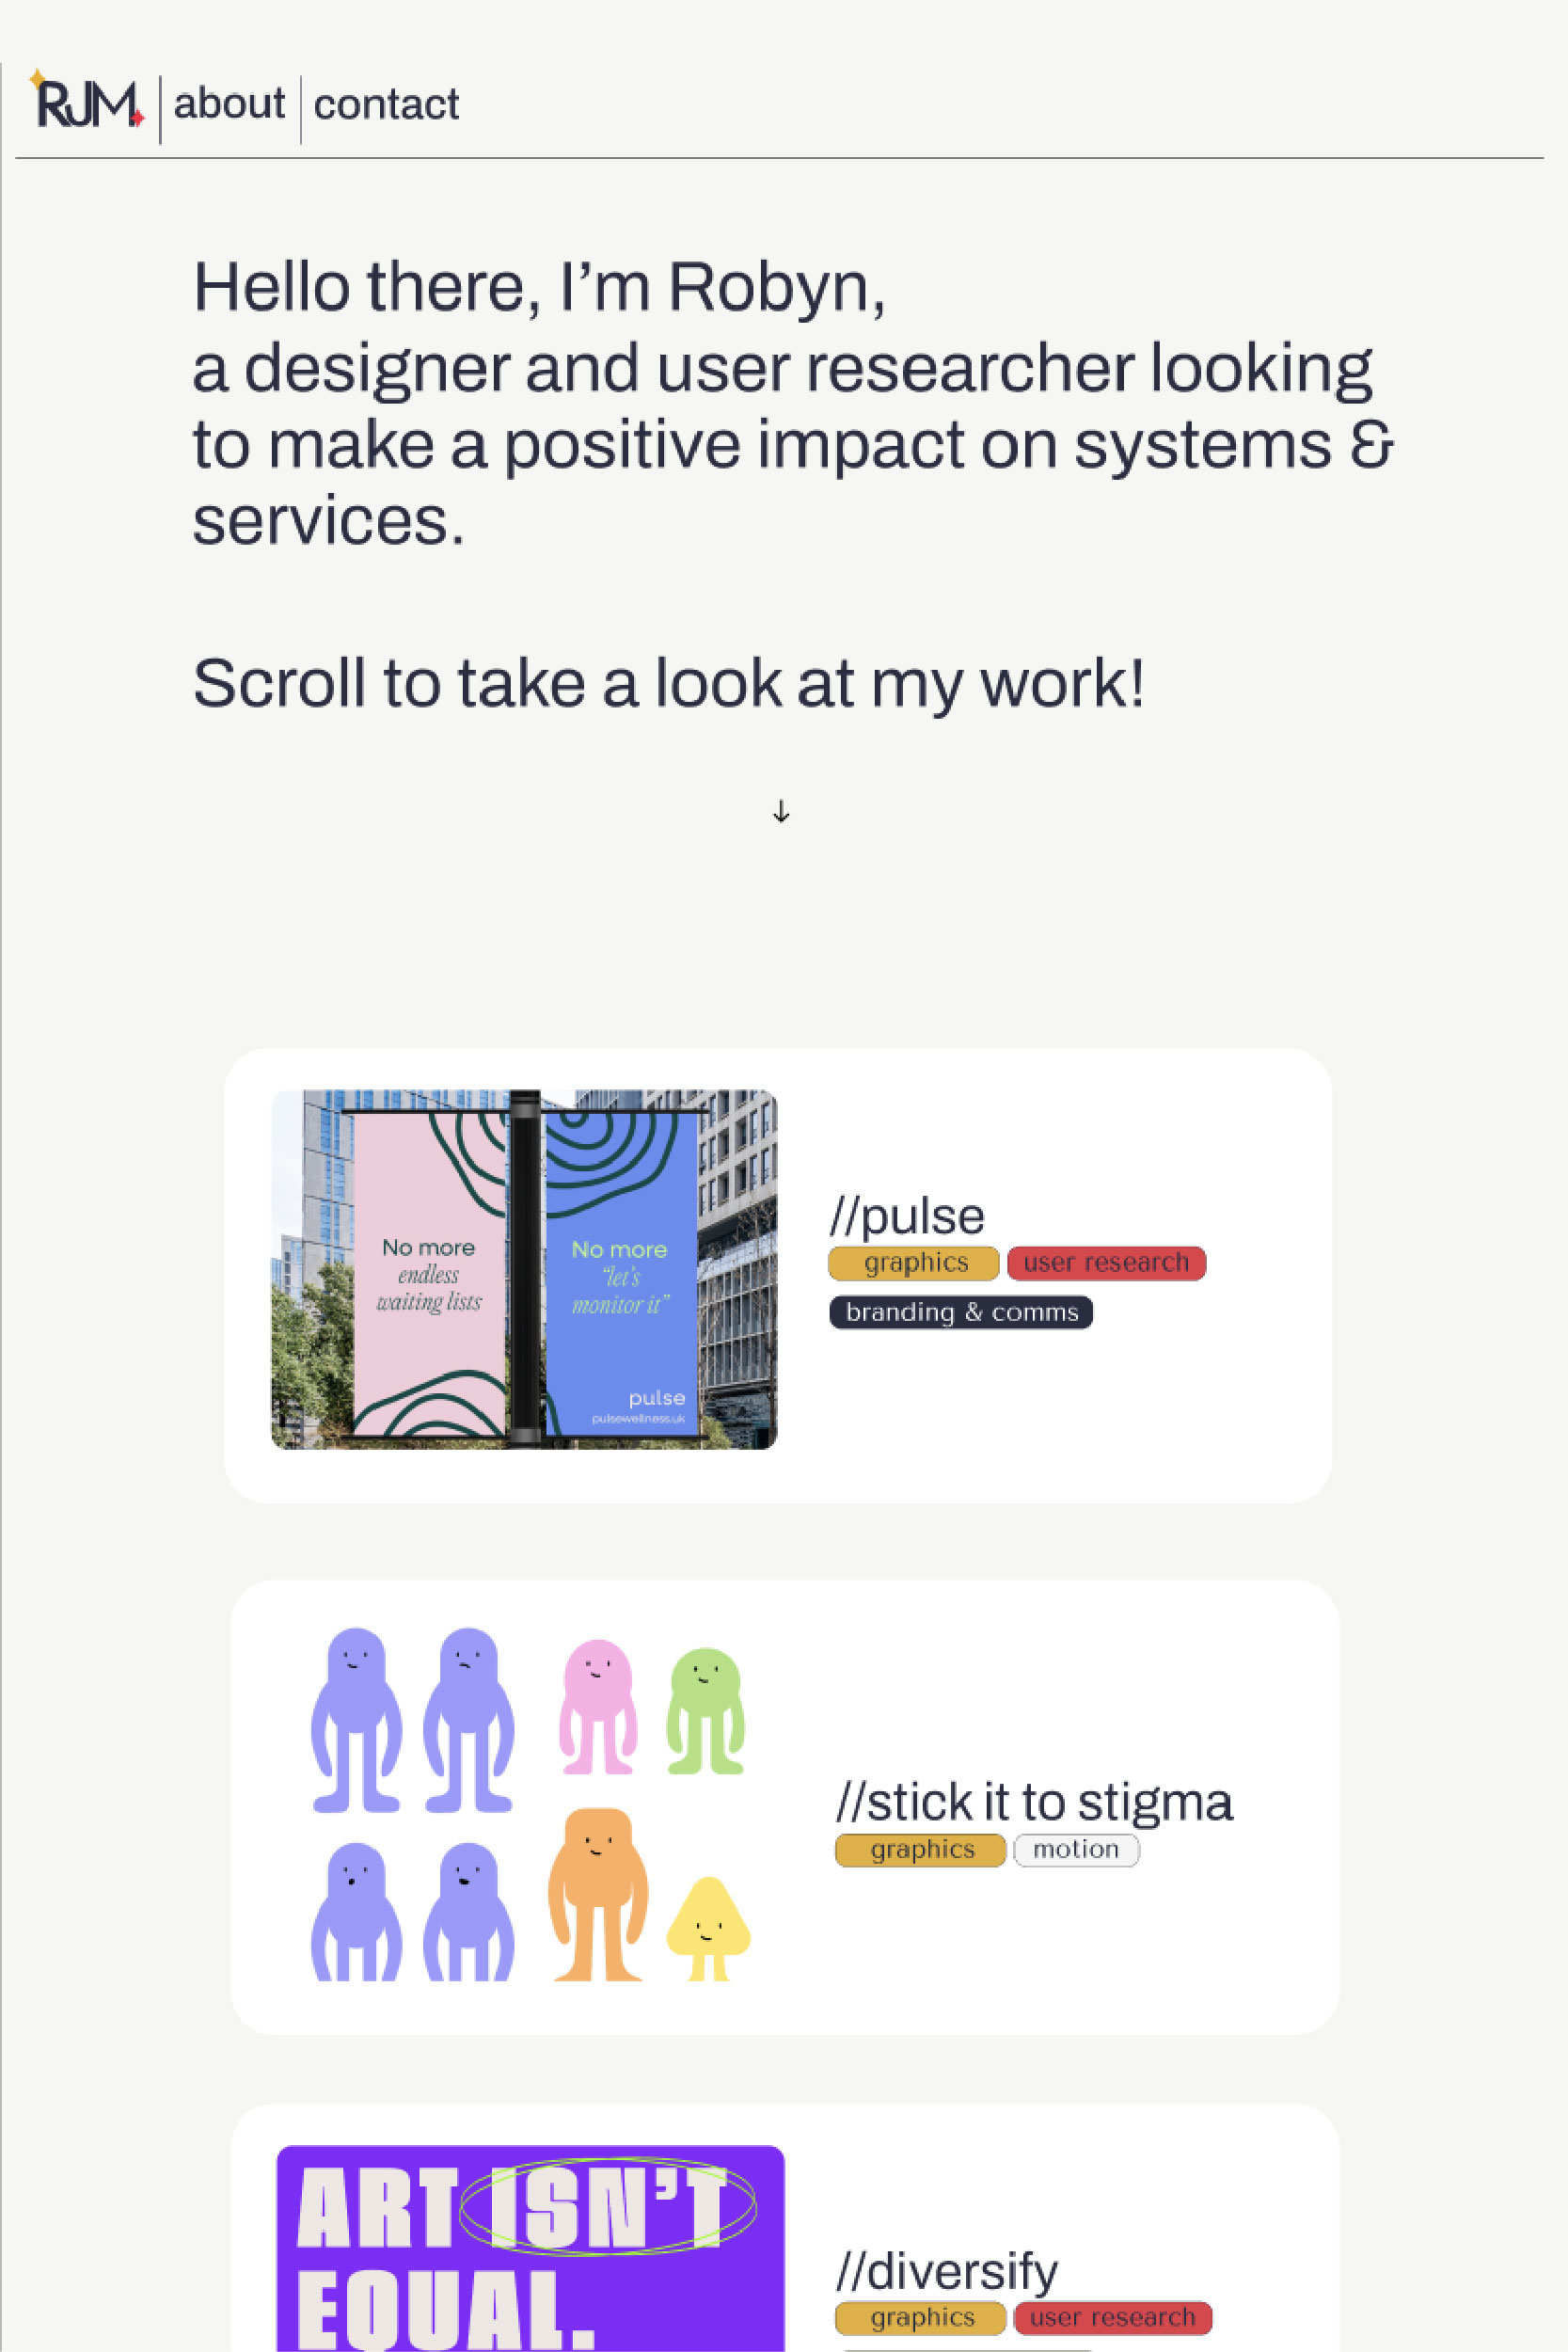 RJM
about
contact
Hello there, I’m Robyn,
a designer and user researcher looking
to make a positive impact on systems &
services.
Scroll to take a look at my work!
No more
endless
waiting lists
No more
“let’s
monitor it”
pulse
pulsewellness.uk
//pulse
graphics
user research
branding & comms
//stick it to stigma
graphics
motion
ART ISN’T
EQUAL.
//diversify
graphics
user research